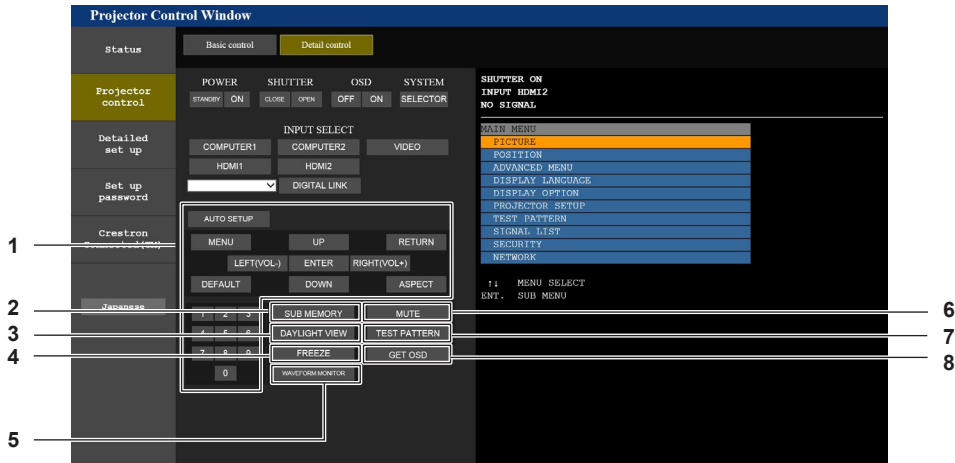 Projector Control Window
Status
Basic control
Detail control
Projector
control
POWER SHUTTER OSD SYSTEM
STANDBY ON CLOSE OPEN OFF ON SELECTOR
INPUT SELECT
COMPUTER1 COMPUTER2 VIDEO
HDMI1 HDMI2
DIGITAL LINK
Detailed
set up
Set up
password
Crestron
Connected(TM)
Japanese
AUTO SETUP
MENU UP RETURN
LEFT(VOL-) ENTER RIGHT(VOL+)
DEFAULT DOWN ASPECT
1 2 3 SUB MEMORY MUTE
4 5 6 DAYLIGHT VIEW TEST PATTERN
7 8 9 FREEZE GET OSD
0 WAVEFORM MONITOR
SHUTTER ON
INPUT HDMI2
NO SIGNAL
MAIN MENU
PICTURE
POSITION
ADVANCED MENU
DISPLAY LANGUAGE
DISPLAY OPTION
PROJECTOR SETUP
TEST PATTERN
SIGNAL LIST
SECURITY
NETWORK
↑↓ MENU SELECT
ENT. SUB MENU
1
2
3
4
5
6
7
8